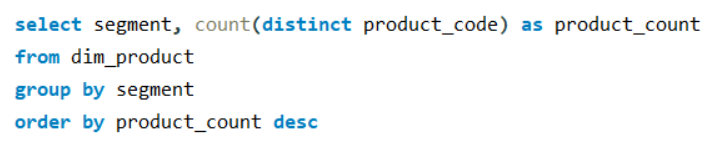 select segment, count(distinct product_code) as product_count
from dim_product
group by segment
order by product_count desc